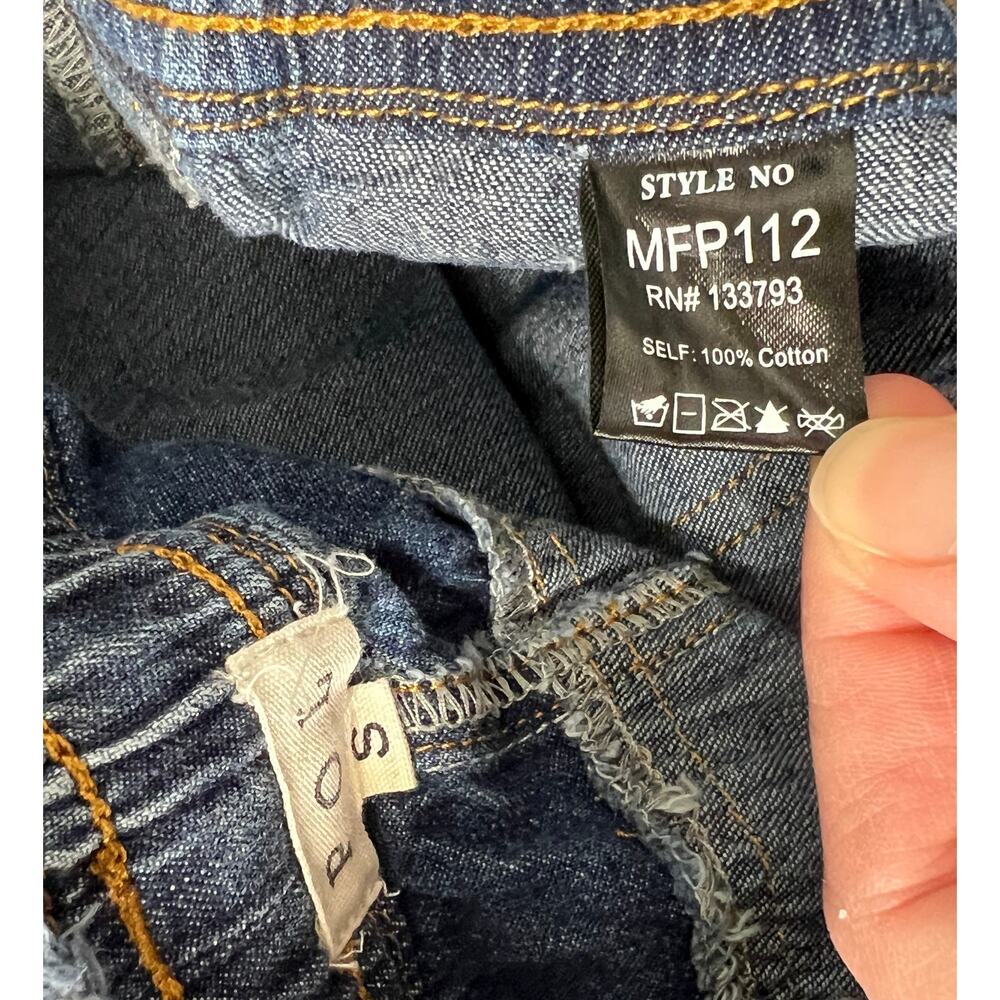 STYLE NO
MFP112
RN# 133793
SELF: 100% Cotton
POL
S